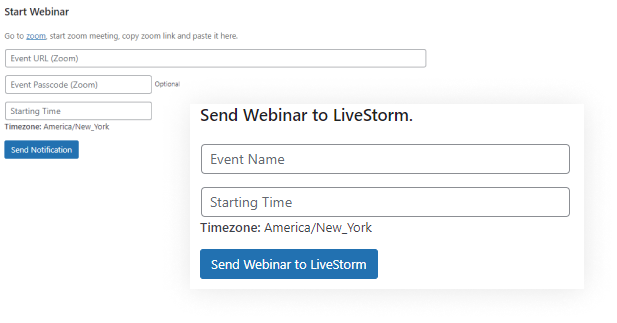 Start Webinar
Go to zoom, start zoom meeting, copy zoom link and paste it here.
Event URL (Zoom)
Event Passcode (Zoom) Optional
Starting Time
Timezone: America/New_York
Send Notification
Send Webinar to LiveStorm.
Event Name
Starting Time
Timezone: America/New_York
Send Webinar to LiveStorm